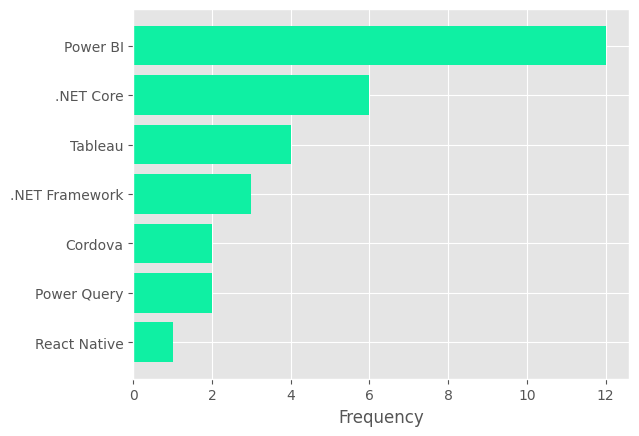 Power BI
.NET Core
Tableau
.NET Framework
Cordova
Power Query
React Native
0 2 4 6 8 10 12
Frequency